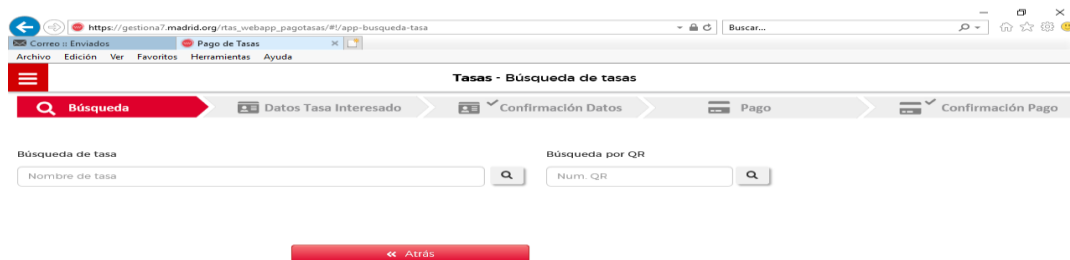 https://gestiona7.madrid.org/rtas_webapp_pagotasas/#!/app-busqueda-tasa
Buscar...
Correo :: Enviados
Pago de Tasas
Archivo Edición Ver Favoritos Herramientas Ayuda
Tasas - Búsqueda de tasas
Búsqueda
Datos Tasa Interesado
Confirmación Datos
Pago
Confirmación Pago
Búsqueda de tasa
Búsqueda por QR
Nombre de tasa
Num. QR
Atrás